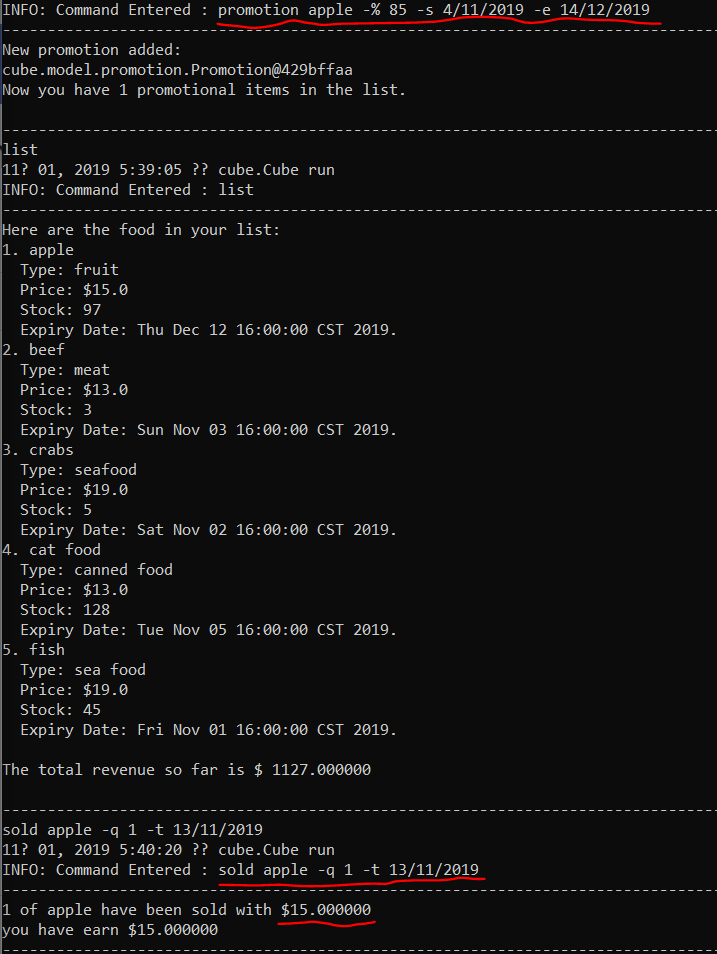 INFO: Command Entered : promotion apple -% 85 -s 4/11/2019 -e 14/12/2019
--------------------------------------------------------------------------------
New promotion added:
cube.model.promotion.Promotion@429bffaa
Now you have 1 promotional items in the list.
--------------------------------------------------------------------------------
list
11? 01, 2019 5:39:05 ?? cube.Cube run
INFO: Command Entered : list
--------------------------------------------------------------------------------
Here are the food in your list:
1. apple
  Type: fruit
  Price: $15.0
  Stock: 97
  Expiry Date: Thu Dec 12 16:00:00 CST 2019.
2. beef
  Type: meat
  Price: $13.0
  Stock: 3
  Expiry Date: Sun Nov 03 16:00:00 CST 2019.
3. crabs
  Type: seafood
  Price: $19.0
  Stock: 5
  Expiry Date: Sat Nov 02 16:00:00 CST 2019.
4. cat food
  Type: canned food
  Price: $13.0
  Stock: 128
  Expiry Date: Tue Nov 05 16:00:00 CST 2019.
5. fish
  Type: sea food
  Price: $19.0
  Stock: 45
  Expiry Date: Fri Nov 01 16:00:00 CST 2019.
The total revenue so far is $ 1127.000000
--------------------------------------------------------------------------------
sold apple -q 1 -t 13/11/2019
11? 01, 2019 5:40:20 ?? cube.Cube run
INFO: Command Entered : sold apple -q 1 -t 13/11/2019
--------------------------------------------------------------------------------
1 of apple have been sold with $15.000000
you have earn $15.000000
--------------------------------------------------------------------------------